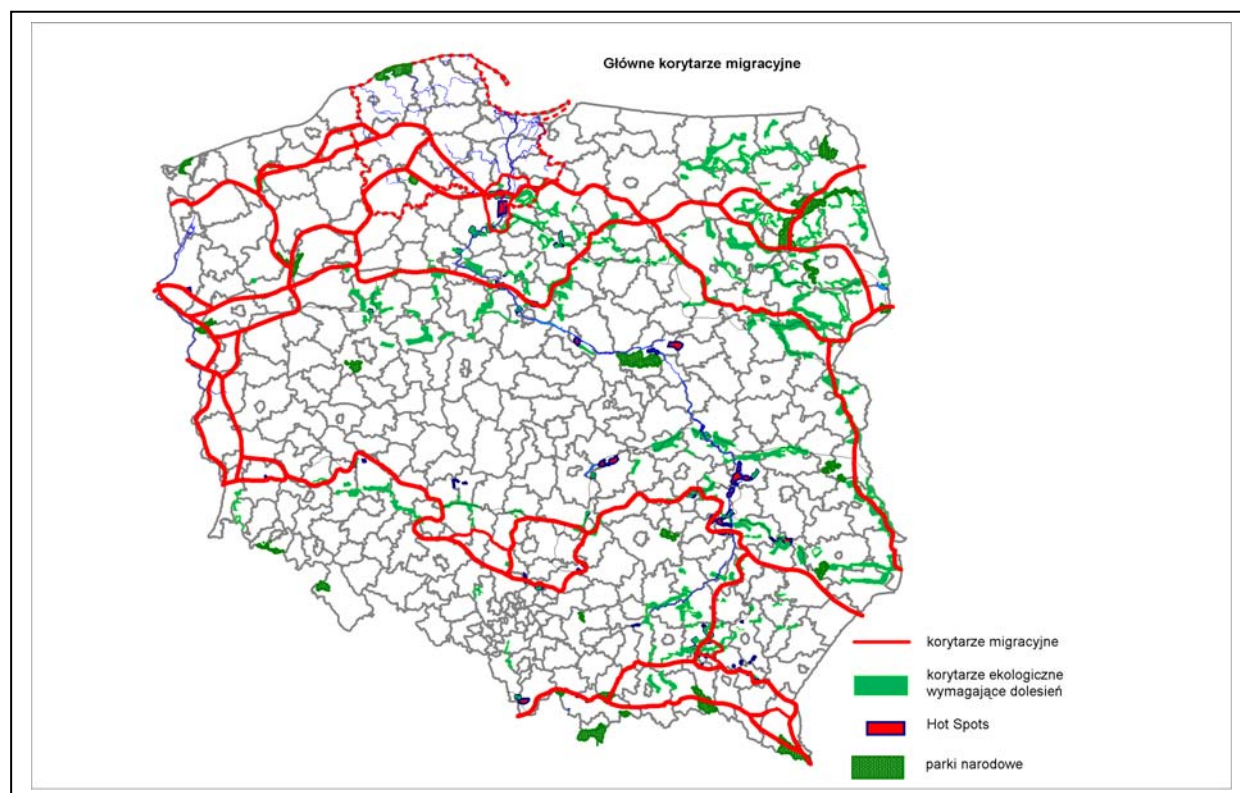 Główne korytarze migracyjne
korytarze migracyjne
korytarze ekologiczne
wymagające dolesień
Hot Spots
parki narodowe